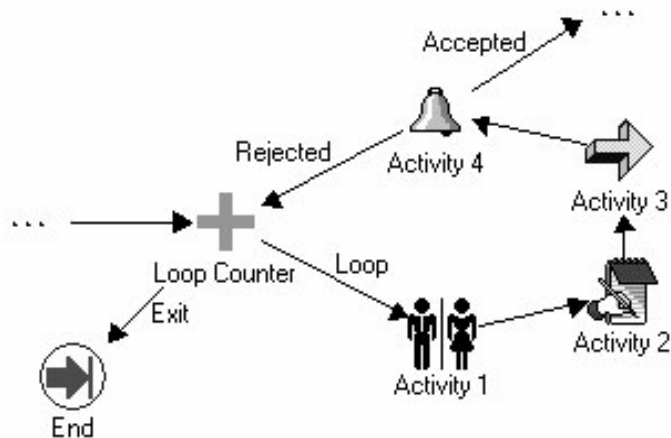 ...
Accepted
Activity 4
Rejected
Activity 3
...
Loop Counter
Loop
Exit
Activity 2
Activity 1
End